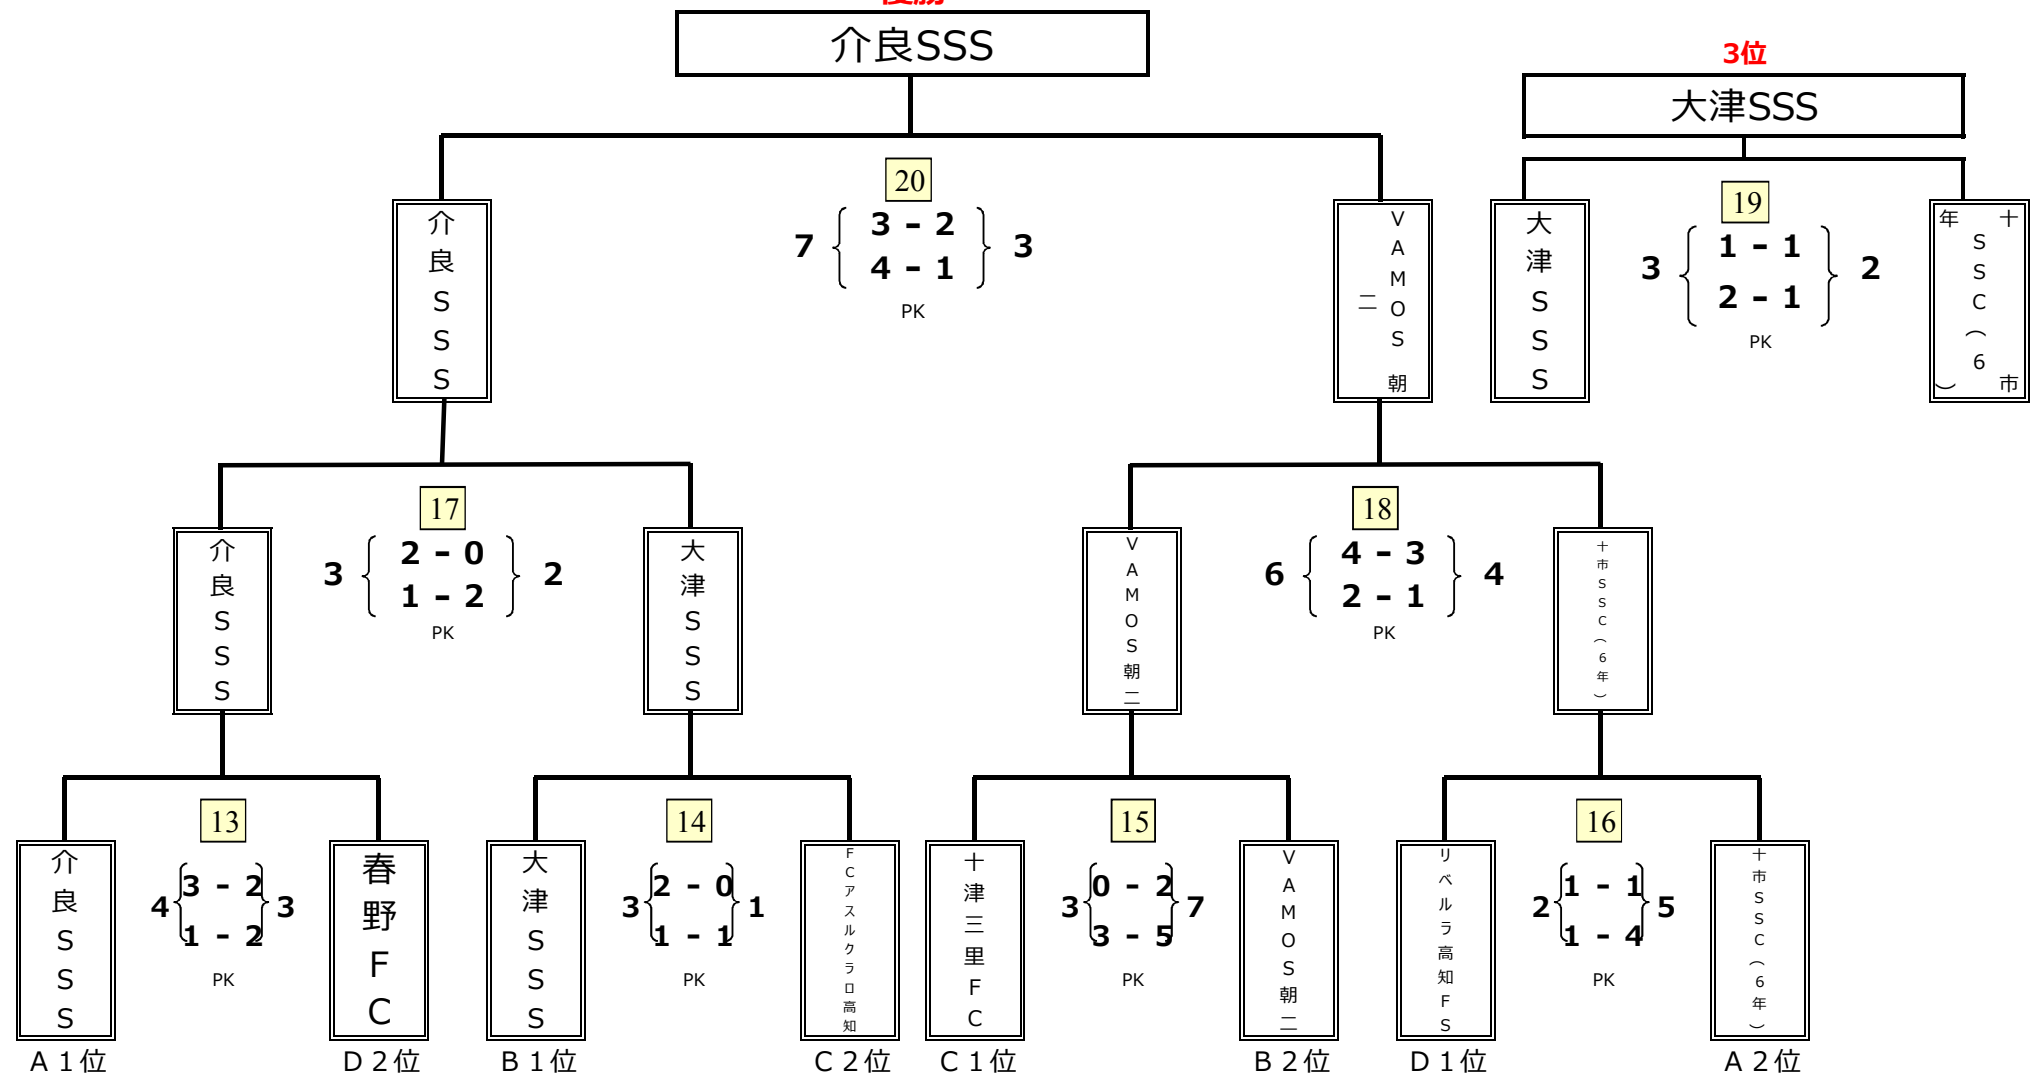 優勝
介良SSS
3位
大津SSS
20
7 3 - 2 3
4 - 1
PK
19
3 1 - 1 2
2 - 1
PK
介良SSS
VAMOS朝二
大津SSS
十市SSC（6年）
17
3 2 - 0 2
1 - 2
PK
18
6 4 - 3 4
2 - 1
PK
介良SSS
大津SSS
VAMOS朝二
十市SSC（6年）
13
4 3 - 2 3
1 - 2
PK
14
3 2 - 0 1
1 - 1
PK
15
3 0 - 2 7
3 - 5
PK
16
2 1 - 1 5
1 - 4
PK
介良SSS
春野FC
大津SSS
FCアスルクラロ高知
十津三里FC
VAMOS朝二
リベルラ高知FS
十市SSC（6年）
A1位
D2位
B1位
C2位
C1位
B2位
D1位
A2位